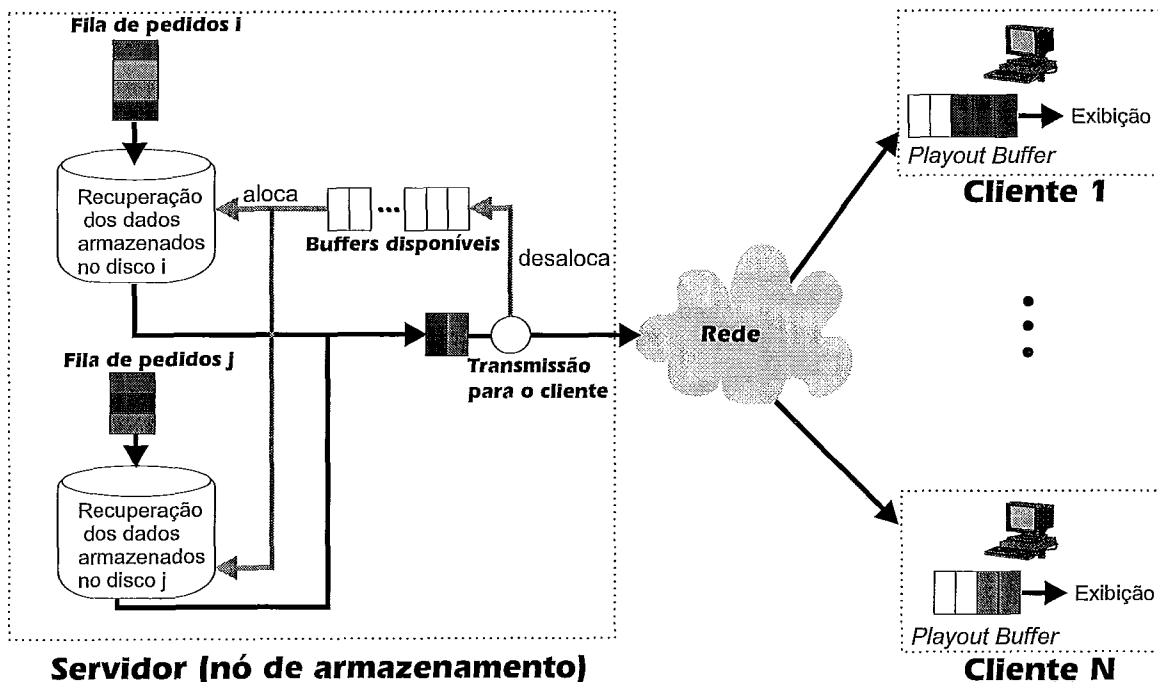 Fila de pedidos i
Recuperação
dos dados
armazenados
no disco i
aloca
Buffers disponíveis
desaloca
Transmissão
para o cliente
Fila de pedidos j
Recuperação
dos dados
armazenados
no disco j
Servidor (nó de armazenamento)
Rede
Exibição
Playout Buffer
Cliente 1
Exibição
Playout Buffer
Cliente N